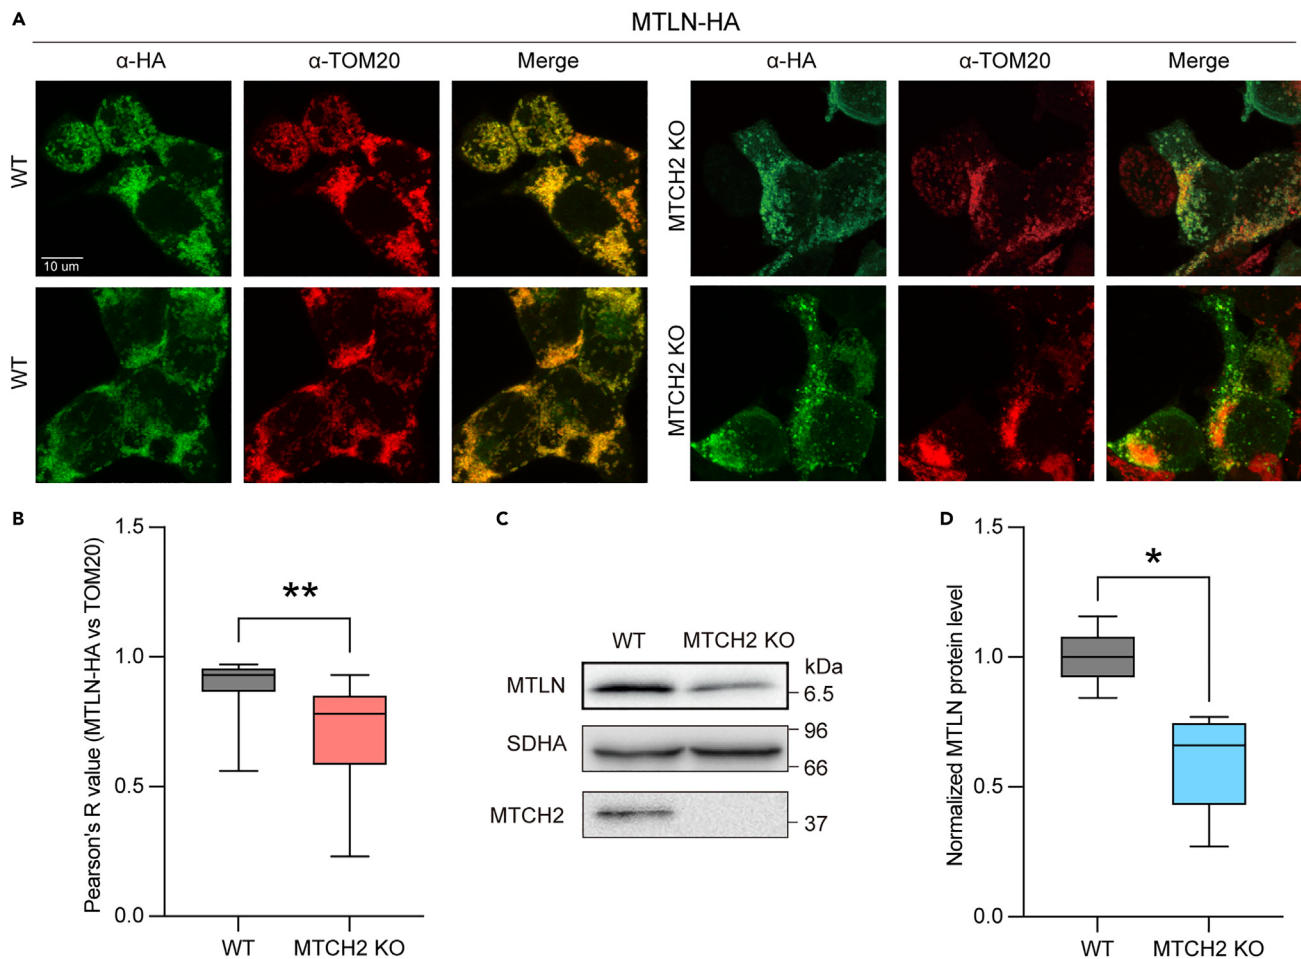 A
MTLN-HA
α-HA α-TOM20 Merge α-HA α-TOM20 Merge
WT
MTCH2 KO
10 um
WT
MTCH2 KO
B
Pearson's R value (MTLN-HA vs TOM20)
1.5
1.0
0.5
0.0
**
WT MTCH2 KO
C
WT MTCH2 KO
kDa
MTLN 6.5
SDHA 96
66
MTCH2 37
D
Normalized MTLN protein level
1.5
1.0
0.5
0.0
*
WT MTCH2 KO